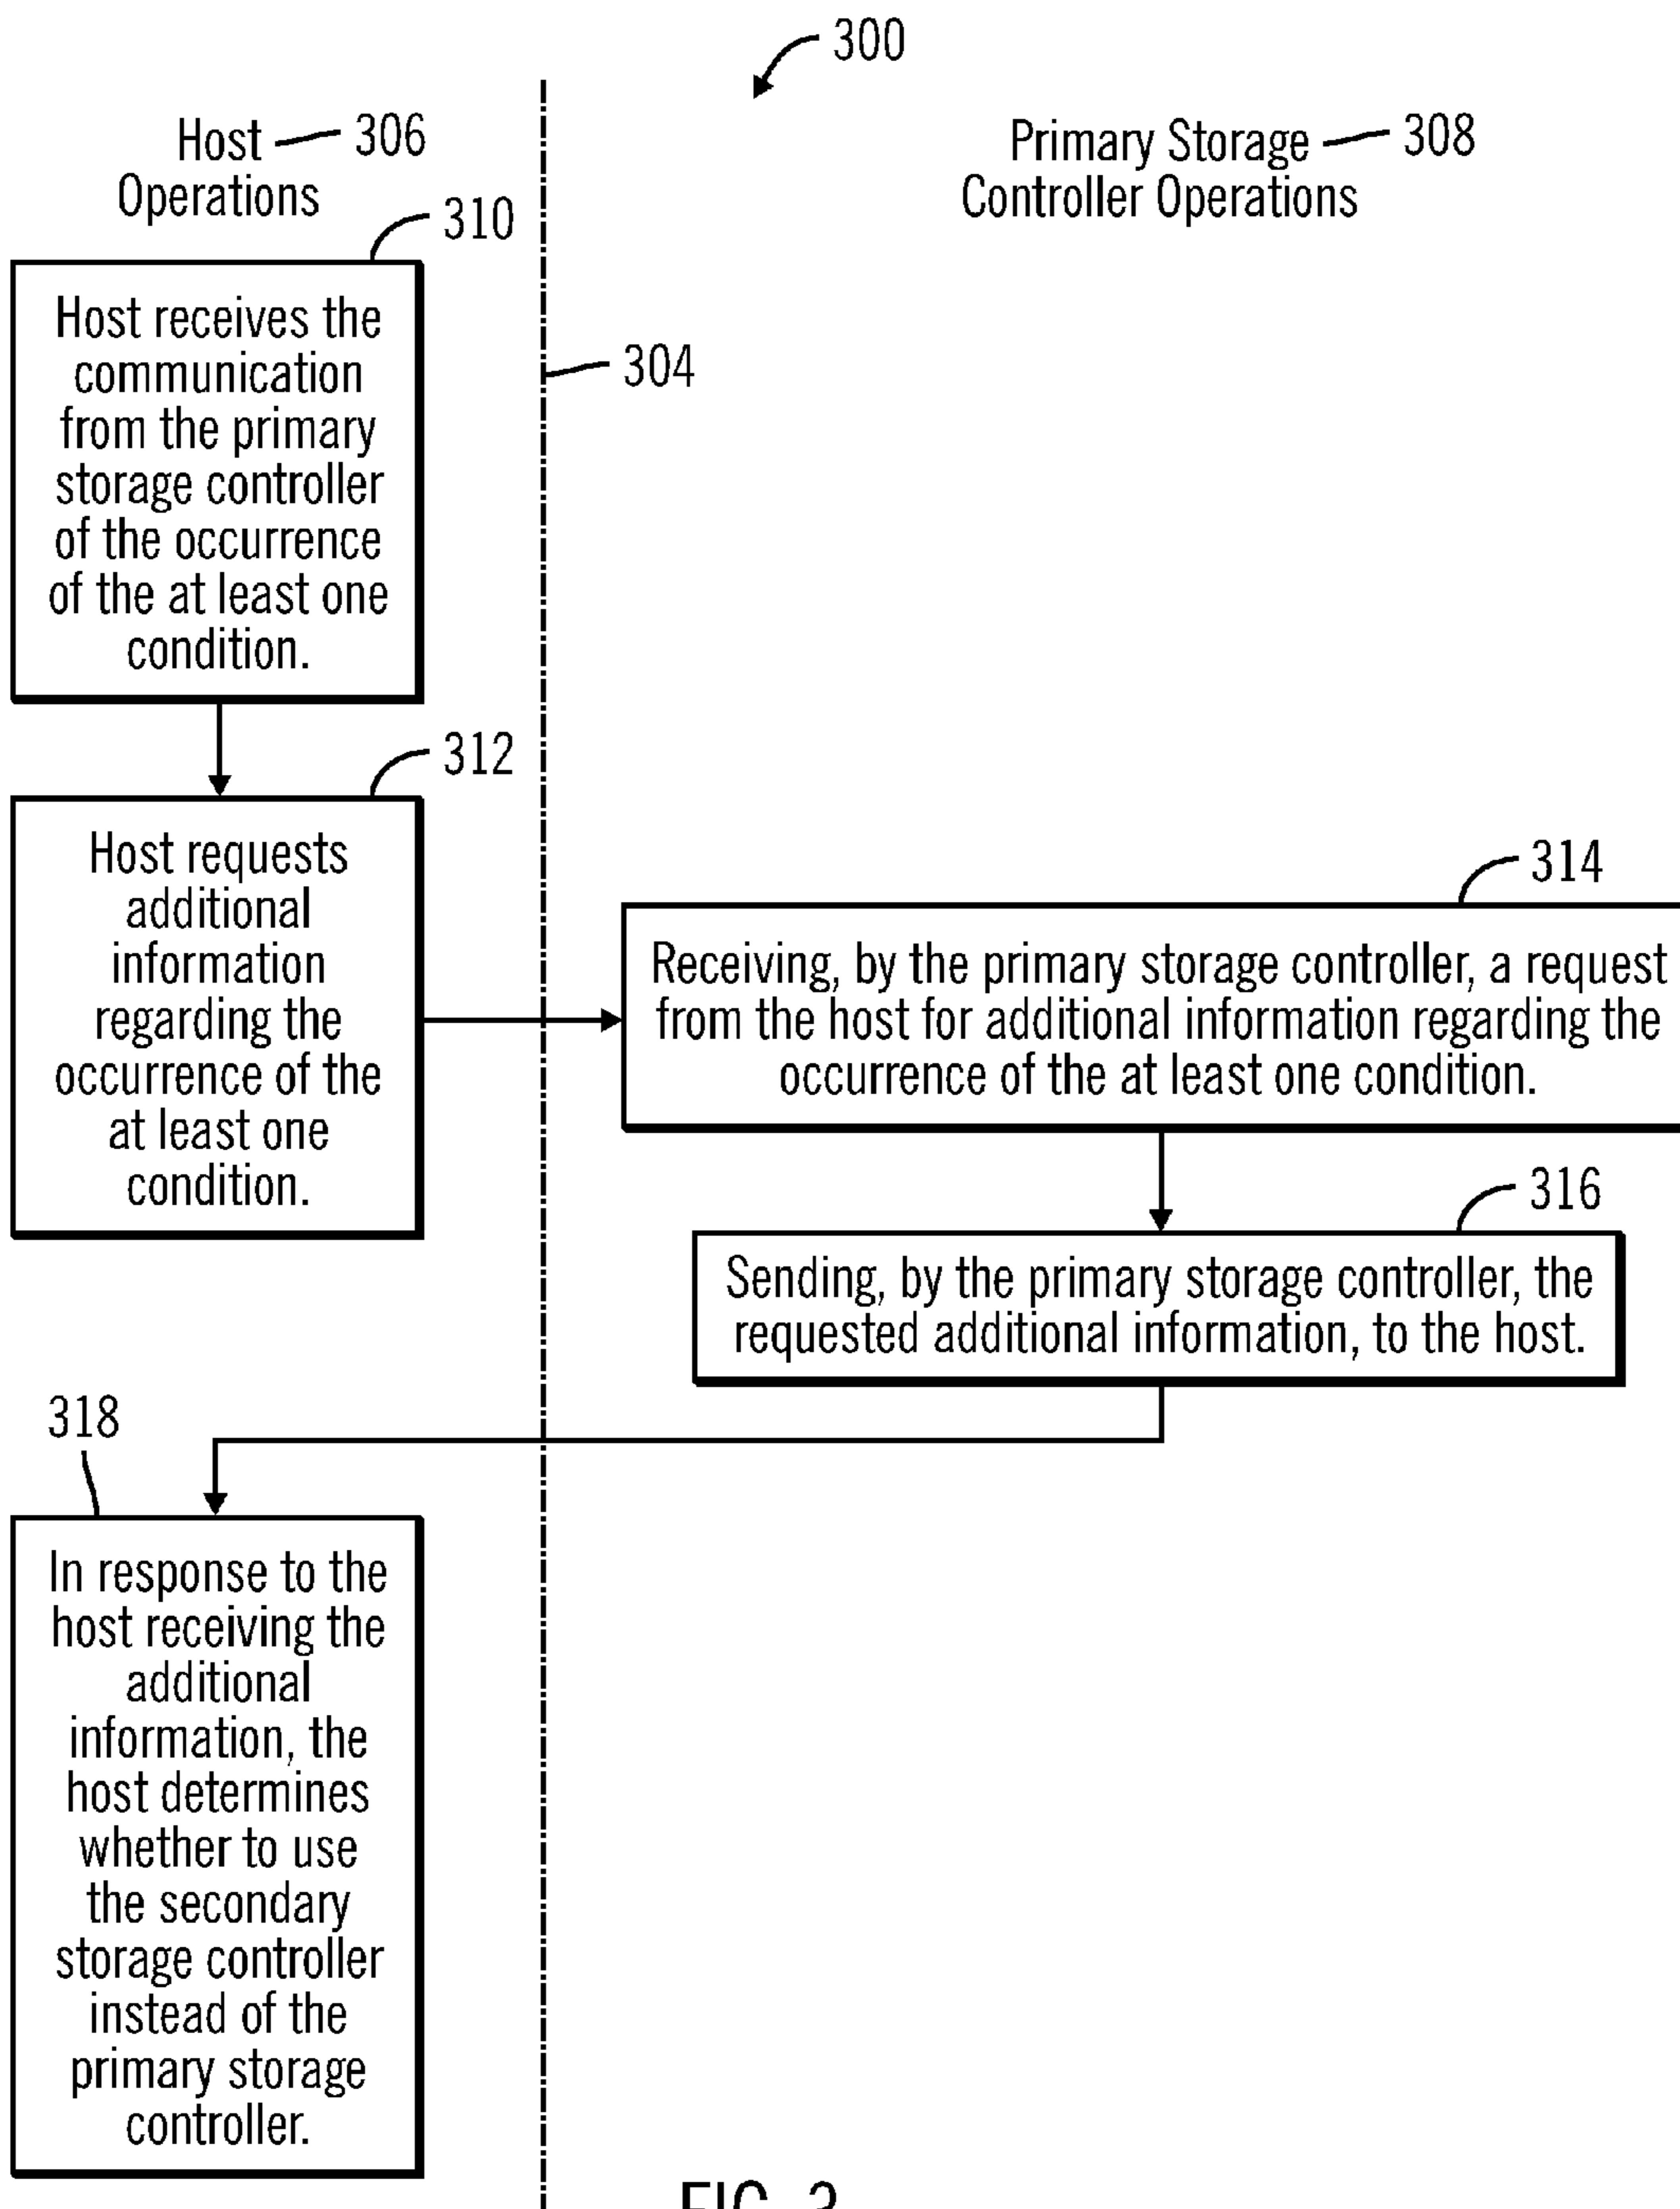 300
Host 306
Operations
Primary Storage 308
Controller Operations
310
Host receives the
communication
from the primary
storage controller
of the occurrence
of the at least one
condition.
304
312
Host requests
additional
information
regarding the
occurrence of the
at least one
condition.
314
Receiving, by the primary storage controller, a request
from the host for additional information regarding the
occurrence of the at least one condition.
316
Sending, by the primary storage controller, the
requested additional information, to the host.
318
In response to the
host receiving the
additional
information, the
host determines
whether to use
the secondary
storage controller
instead of the
primary storage
controller.
FIG. 3